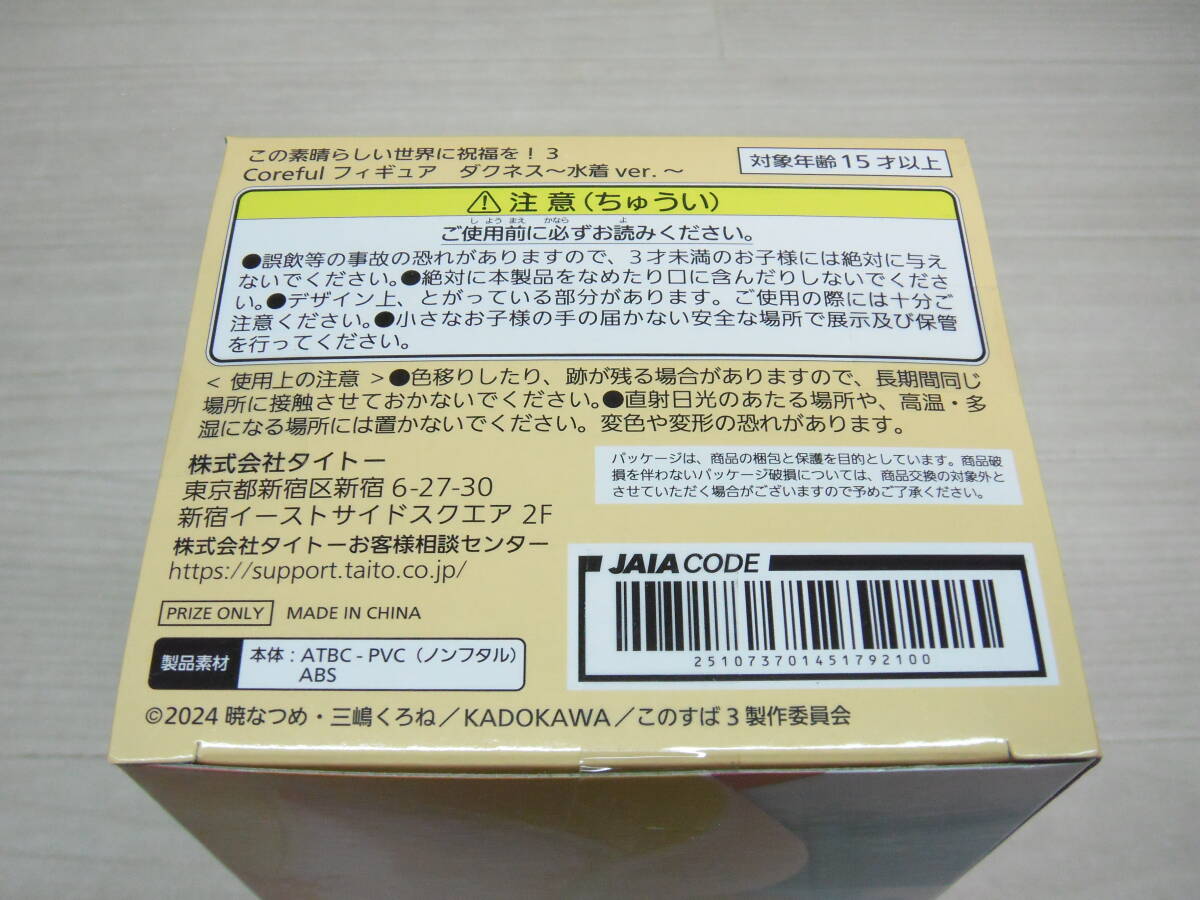 この素晴らしい世界に祝福を！3
Coreful フィギュア　ダクネス〜水着 ver.〜
対象年齢15才以上
⚠注意(ちゅうい)
し よう まえ かなら よ
ご使用前に必ずお読みください。
●誤飲等の事故の恐れがありますので、3才未満のお子様には絶対に与え
ないでください。●絶対に本製品をなめたり口に含んだりしないでくださ
い。●デザイン上、とがっている部分があります。ご使用の際には十分ご
注意ください。●小さなお子様の手の届かない安全な場所で展示及び保管
を行ってください。
＜使用上の注意＞●色移りしたり、跡が残る場合がありますので、長期間同じ
場所に接触させておかないでください。●直射日光のあたる場所や、高温・多
湿になる場所には置かないでください。変色や変形の恐れがあります。
株式会社タイトー
東京都新宿区新宿 6-27-30
新宿イーストサイドスクエア 2F
株式会社タイトーお客様相談センター
https://support.taito.co.jp/
パッケージは、商品の梱包と保護を目的としています。商品破
損を伴わないパッケージ破損については、商品交換の対象外と
させていただく場合がございますので予めご了承ください。
PRIZE ONLY MADE IN CHINA
JAIA CODE
251073701451792100
製品素材 本体：ATBC-PVC（ノンフタル）
ABS
©2024 暁なつめ・三嶋くろね／KADOKAWA／このすば3製作委員会